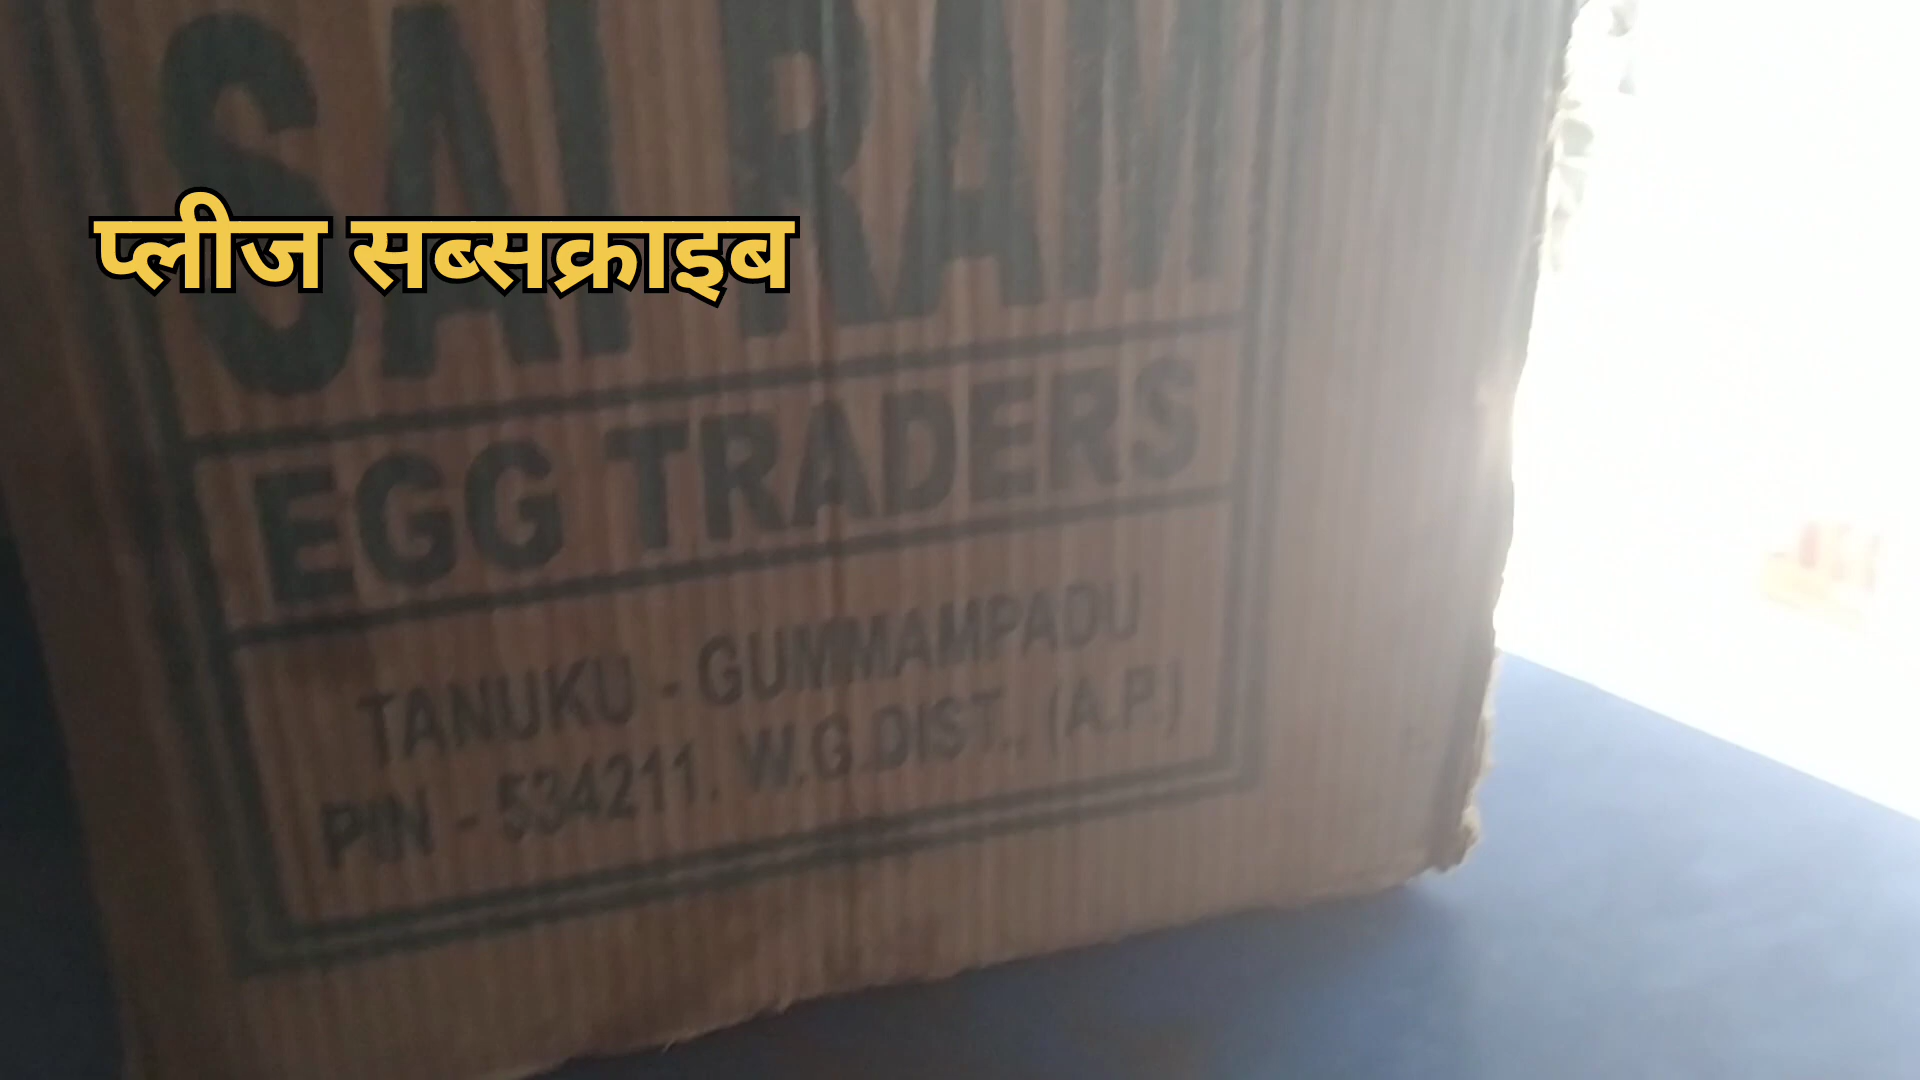 SAI RAM
प्लीज सब्सक्राइब
EGG TRADERS
TANUKU - GUMMAMPADU
PIN - 534211. W.G.DIST., (A.P.)